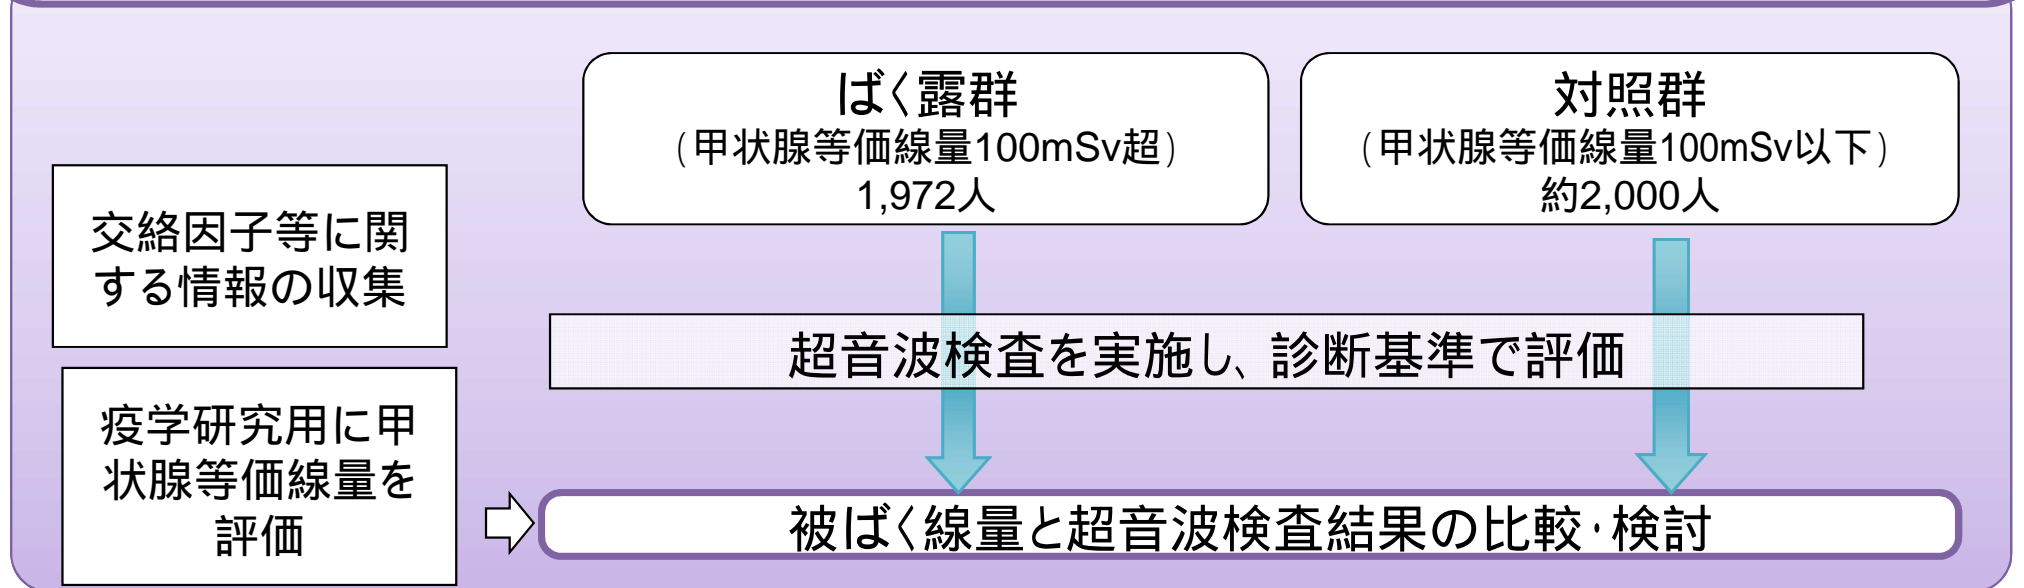 ばく露群
(甲状腺等価線量100mSv超)
1,972人
対照群
(甲状腺等価線量100mSv以下)
約2,000人
交絡因子等に関
する情報の収集
超音波検査を実施し、診断基準で評価
疫学研究用に甲
状腺等価線量を
評価
被ばく線量と超音波検査結果の比較・検討